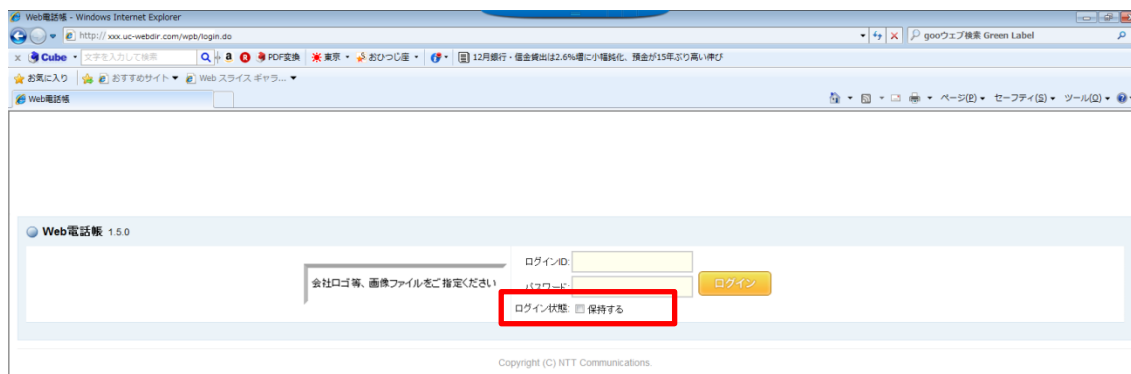 Web電話帳 - Windows Internet Explorer
http://xxx.uc-webdir.com/wpb/login.do
gooウェブ検索 Green Label
Cube 文字を入力して検索 PDF変換 東京 おひつじ座 12月銀行・信金貸出は2.6%増に小幅鈍化、預金が15年ぶり高い伸び
お気に入り おすすめサイト Web スライス ギャラ...
Web電話帳 ページ(P) セーフティ(S) ツール(O)
Web電話帳 1.5.0
ログインID:
会社ロゴ等、画像ファイルをご指定ください
パスワード:
ログイン
ログイン状態: 保持する
Copyright (C) NTT Communications.